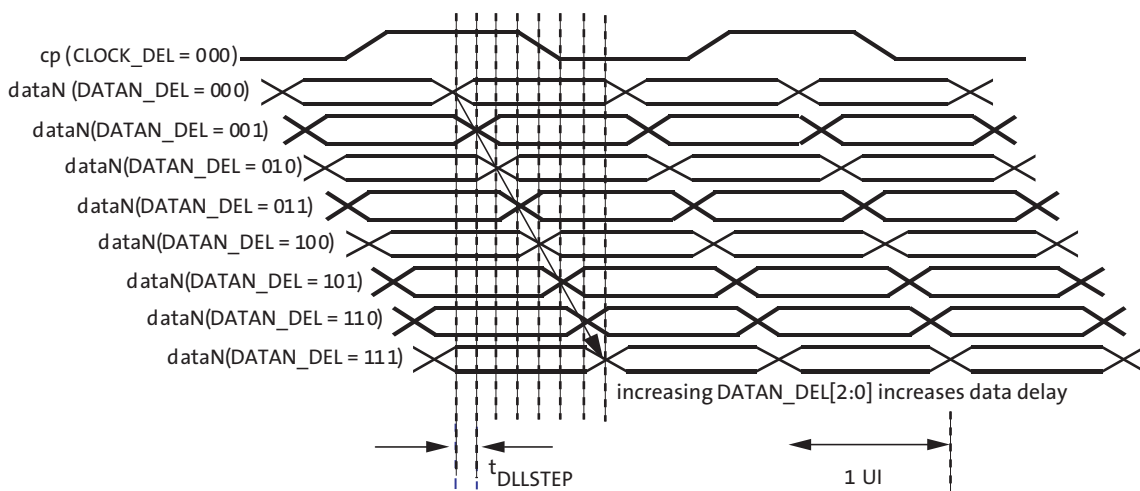 cp (CLOCK_DEL = 000)
dataN (DATAN_DEL = 000)
dataN(DATAN_DEL = 001)
dataN(DATAN_DEL = 010)
dataN(DATAN_DEL = 011)
dataN(DATAN_DEL = 100)
dataN(DATAN_DEL = 101)
dataN(DATAN_DEL = 110)
dataN(DATAN_DEL = 111)
increasing DATAN_DEL[2:0] increases data delay
tDLLSTEP
1 UI